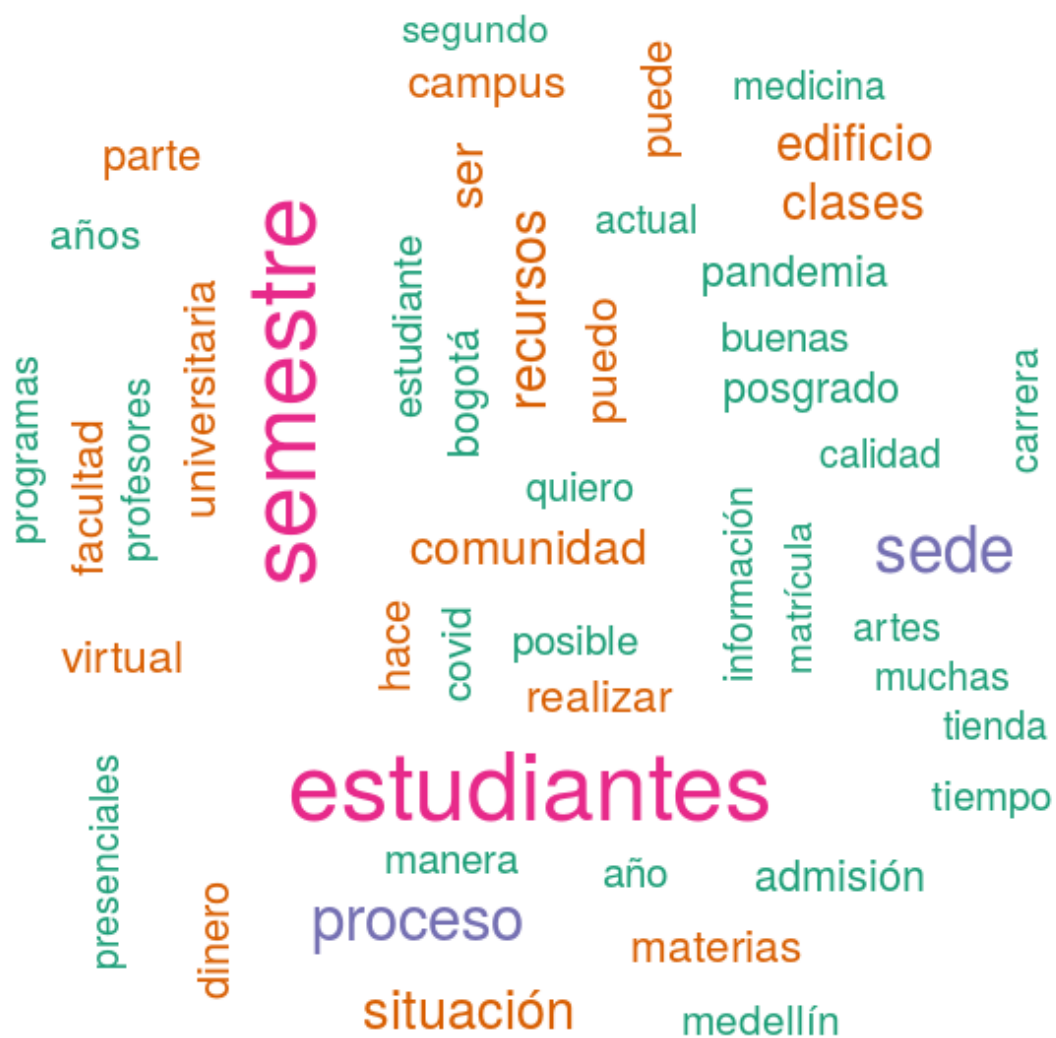 segundo
campus
puede
medicina
edificio
parte
ser
clases
semestre
recursos
actual
años
estudiante
pandemia
universitaria
puedo
bogotá
buenas
carrera
programas
posgrado
profesores
facultad
calidad
quiero
información
comunidad
matrícula
sede
hace
covid
posible
artes
virtual
muchas
realizar
tienda
estudiantes
presenciales
tiempo
manera
año
admisión
dinero
proceso
materias
situación
medellín